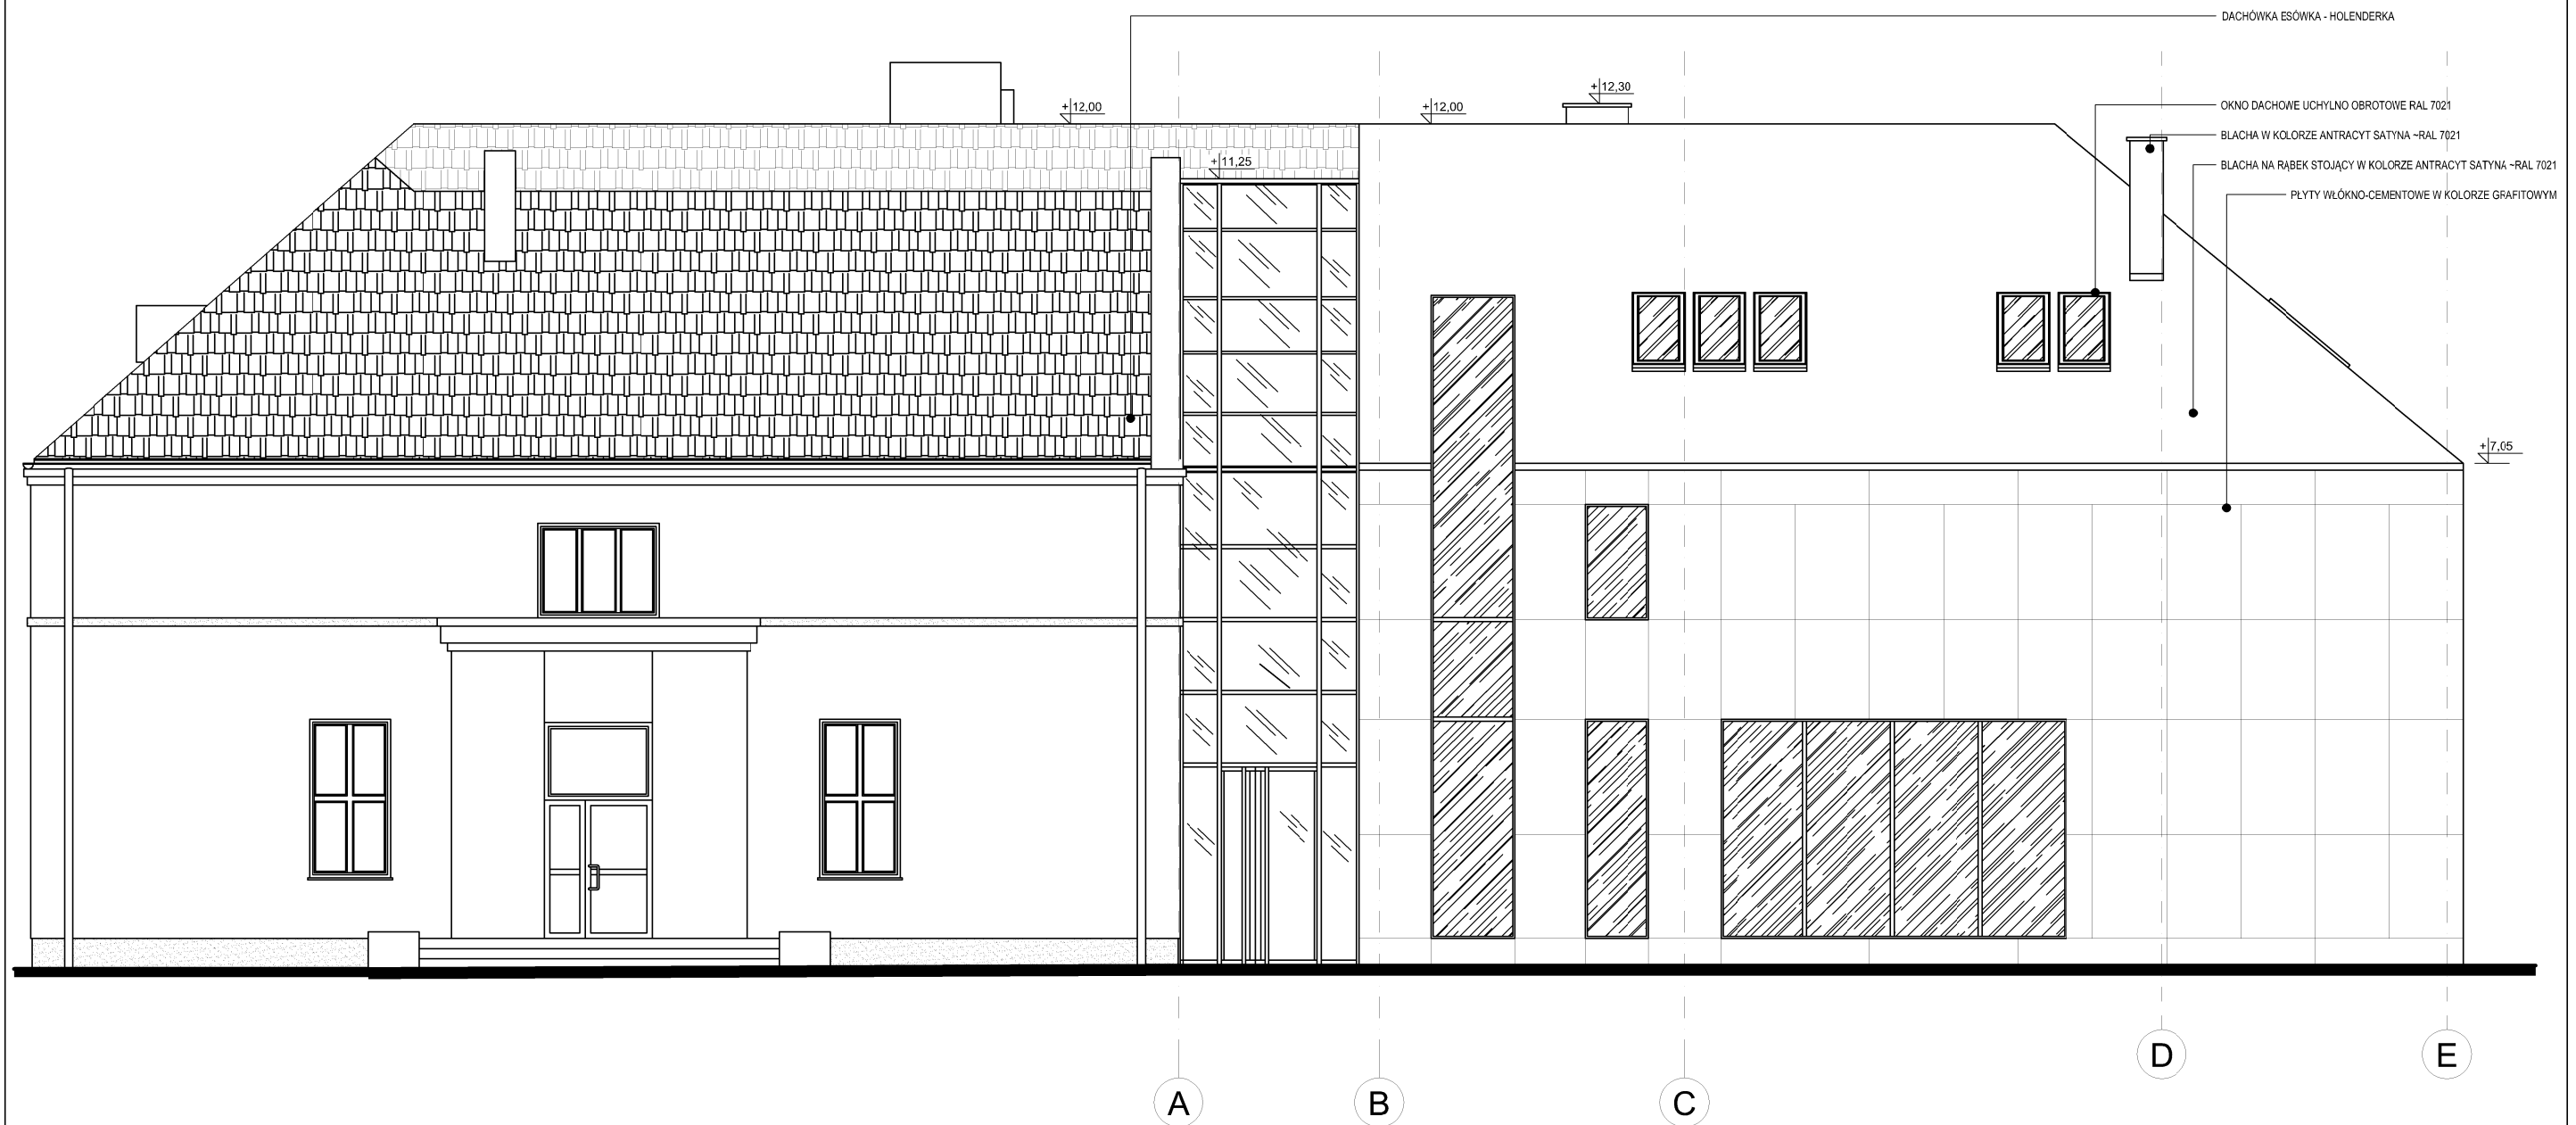 DACHÓWKA ESÓWKA - HOLENDERKA
+12,30
+12,00
+12,00
OKNO DACHOWE UCHYLNO OBROTOWE RAL 7021
BLACHA W KOLORZE ANTRACYT SATYNA ~RAL 7021
+11,25
BLACHA NA RĄBEK STOJĄCY W KOLORZE ANTRACYT SATYNA ~RAL 7021
PŁYTY WŁÓKNO-CEMENTOWE W KOLORZE GRAFITOWYM
+7,05
D
E
A
B
C